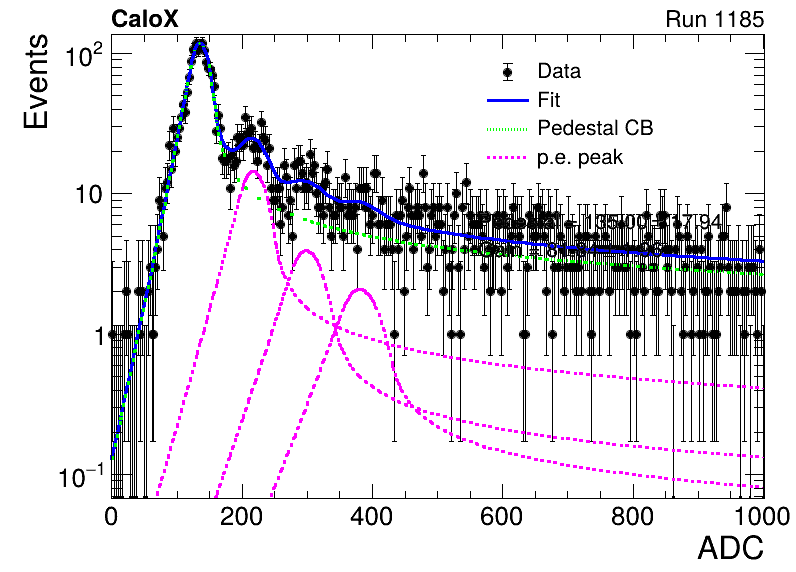 CaloX Run 1185
Events
Data
Fit
Pedestal CB
p.e. peak
10²
10
1
10⁻¹
0 200 400 600 800 1000
ADC